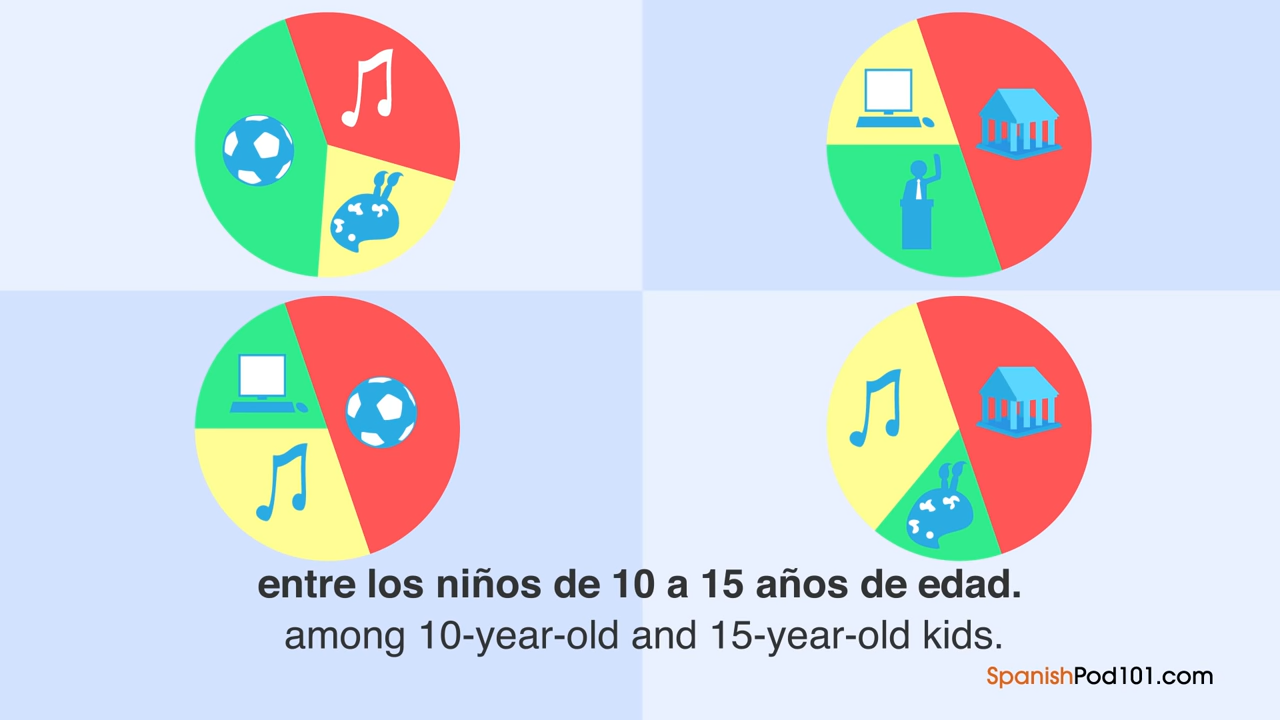 entre los niños de 10 a 15 años de edad.
among 10-year-old and 15-year-old kids.
SpanishPod101.com